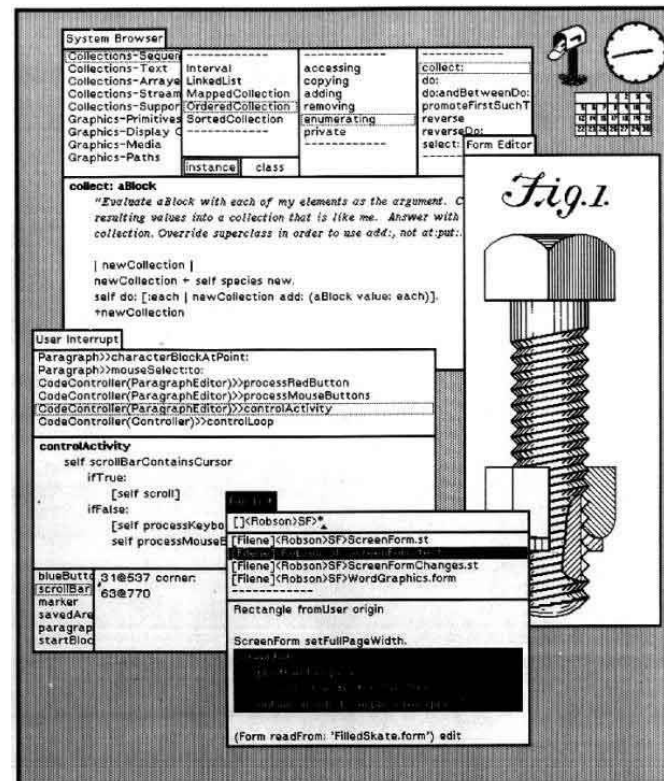 System Browser
Collections-Sequen
Collections-Text
Collections-Arraye
Collections-Stream
Collections-Suppor
Graphics-Primitives
Graphics-Display
Graphics-Media
Graphics-Paths
------------
Interval
LinkedList
MappedCollection
OrderedCollection
SortedCollection
------------
instance
class
------------
accessing
copying
adding
removing
enumerating
private
------------
------------
collect:
do:
do:andBetweenDo:
promoteFirstSuchT
reverse
reverseDo:
select:
collect: aBlock
"Evaluate aBlock with each of my elements as the argument. C
resulting values into a collection that is like me. Answer with
collection. Override superclass in order to use add:, not at:put:.
| newCollection |
newCollection ← self species new.
self do: [:each | newCollection add: (aBlock value: each)].
↑newCollection
Form Editor
Fig.1.
User Interrupt
Paragraph>>characterBlockAtPoint:
Paragraph>>mouseSelect:to:
CodeController(ParagraphEditor)>>processRedButton
CodeController(ParagraphEditor)>>processMouseButtons
CodeController(ParagraphEditor)>>controlActivity
CodeController(Controller)>>controlLoop
controlActivity
self scrollBarContainsCursor
ifTrue:
[self scroll]
ifFalse:
[self processKeybo
self processMouseB
blueButto
scrollBar
marker
savedAre
paragrap
startBloc
31@537 corner:
63@770
[]<Robson>SF>*
[Filene]<Robson>SF>ScreenForm.st
[Filene]<Robson>SF>ScreenFormChanges.st
[Filene]<Robson>SF>WordGraphics.form
------------
Rectangle fromUser origin
ScreenForm setFullPageWidth.
(Form readFrom: 'FilledSkate.form') edit